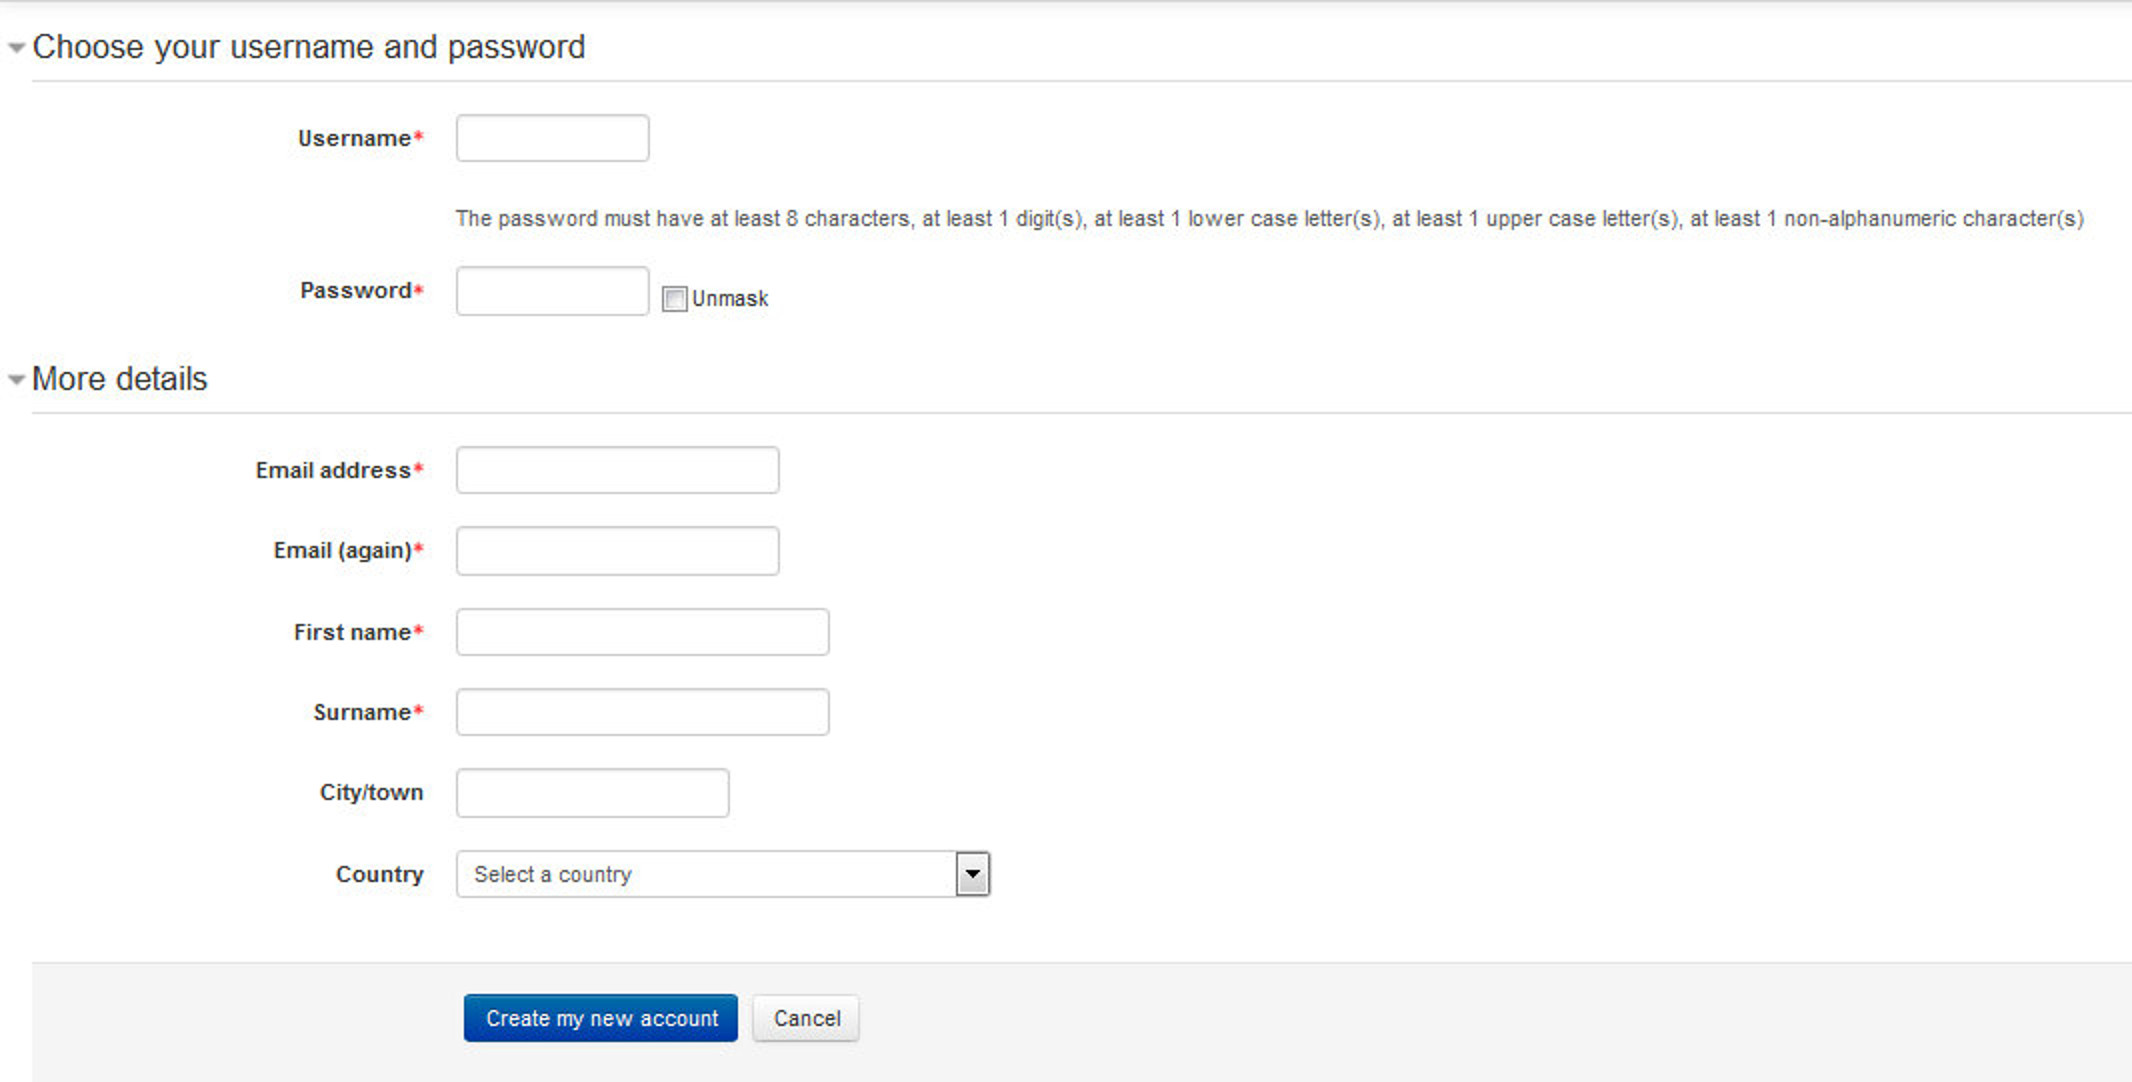 Choose your username and password
Username*
The password must have at least 8 characters, at least 1 digit(s), at least 1 lower case letter(s), at least 1 upper case letter(s), at least 1 non-alphanumeric character(s)
Password*
Unmask
More details
Email address*
Email (again)*
First name*
Surname*
City/town
Country
Select a country
Create my new account
Cancel